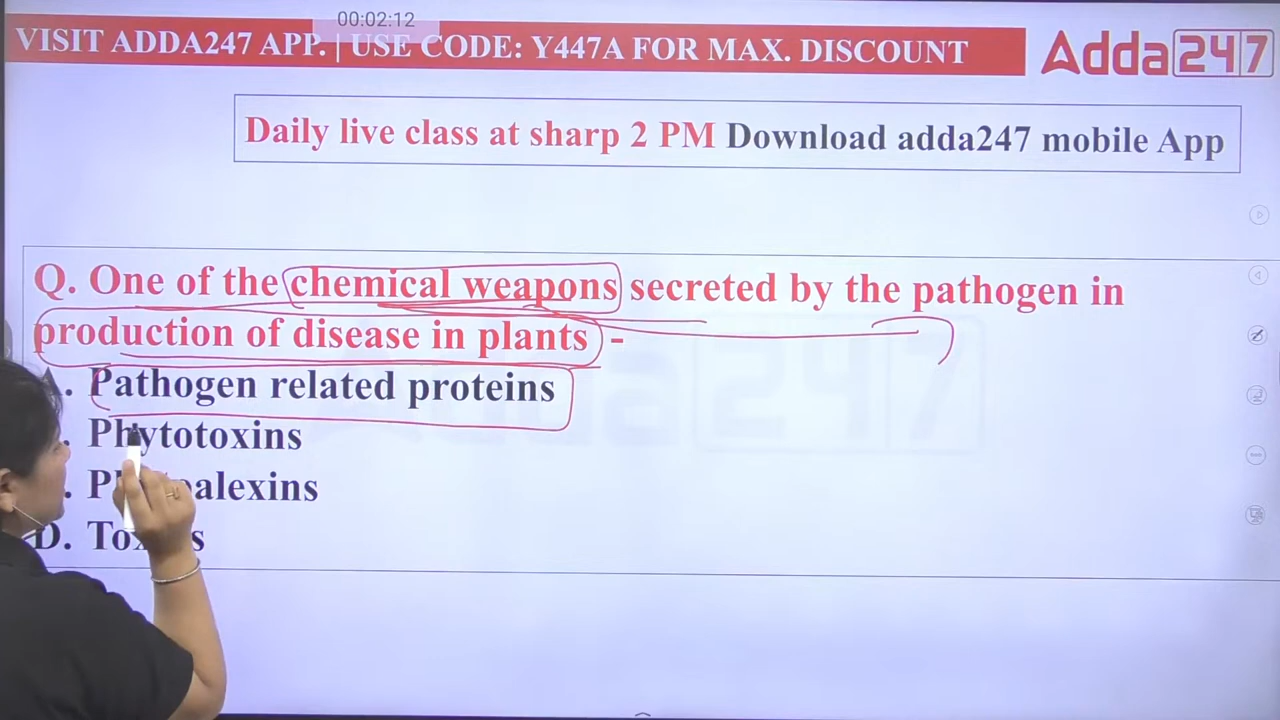 00:02:12
VISIT ADDA247 APP. | USE CODE: Y447A FOR MAX. DISCOUNT
Adda247
Daily live class at sharp 2 PM Download adda247 mobile App
Q. One of the chemical weapons secreted by the pathogen in
production of disease in plants -
Pathogen related proteins
Phytotoxins
alexins
D.